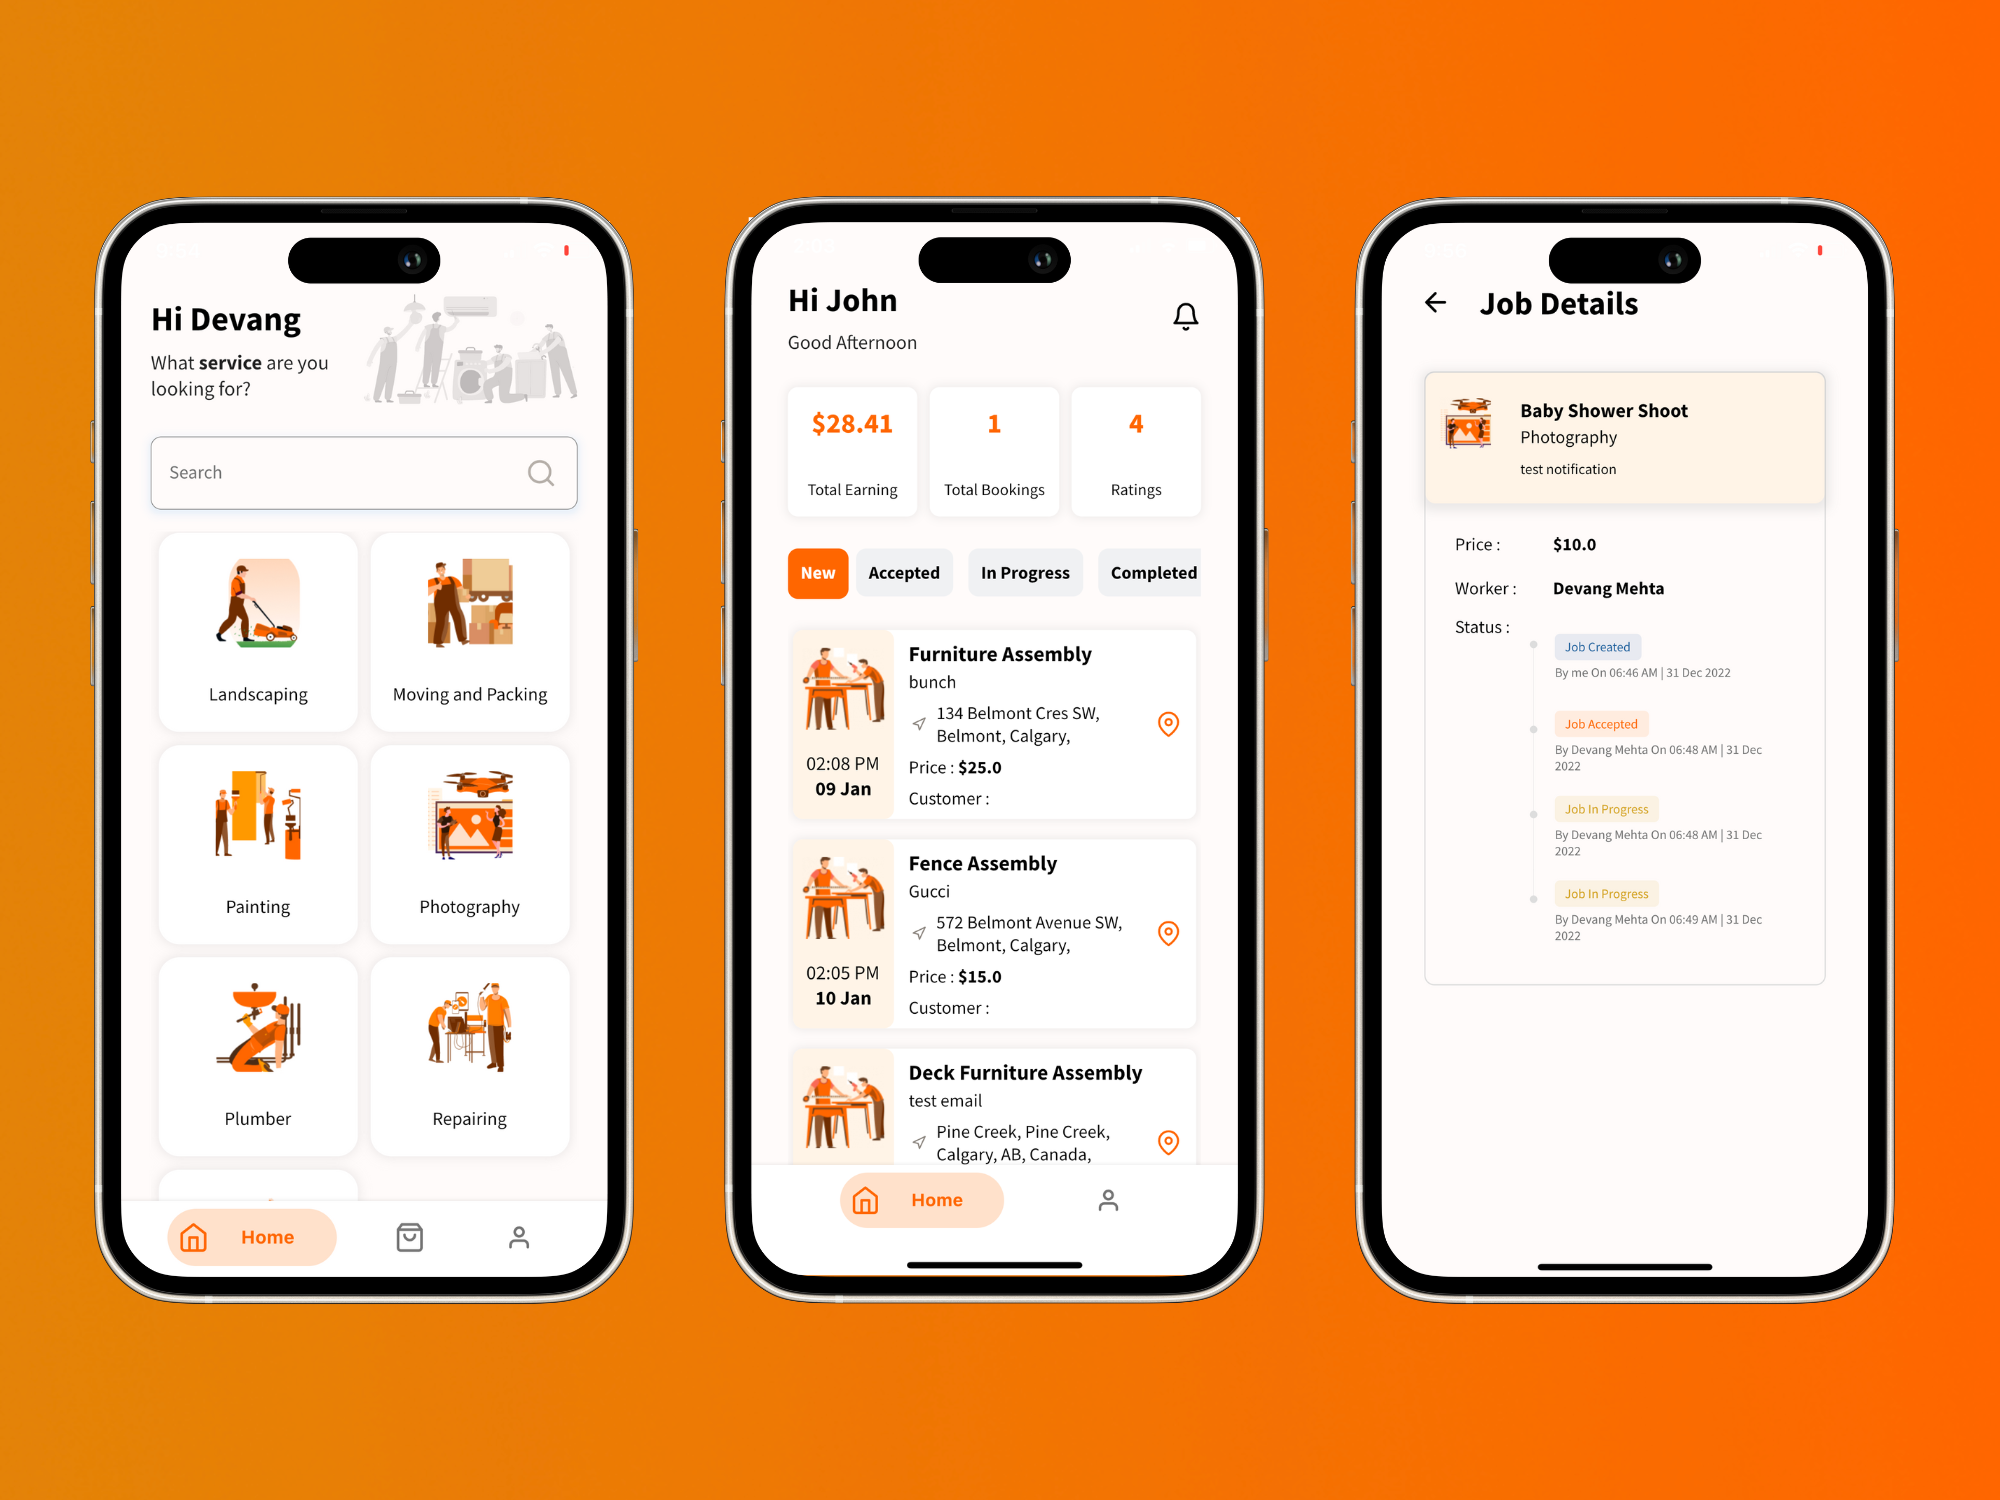 Hi Devang
What service are you
looking for?
Search
Landscaping
Moving and Packing
Painting
Photography
Plumber
Repairing
Home
Hi John
Good Afternoon
$28.41
1
4
Total Earning
Total Bookings
Ratings
New
Accepted
In Progress
Completed
Furniture Assembly
bunch
134 Belmont Cres SW,
Belmont, Calgary,
02:08 PM
09 Jan
Price : $25.0
Customer :
Fence Assembly
Gucci
572 Belmont Avenue SW,
Belmont, Calgary,
02:05 PM
10 Jan
Price : $15.0
Customer :
Deck Furniture Assembly
test email
Pine Creek, Pine Creek,
Calgary, AB, Canada,
Home
Job Details
Baby Shower Shoot
Photography
test notification
Price :
$10.0
Worker :
Devang Mehta
Status :
Job Created
By me On 06:46 AM | 31 Dec 2022
Job Accepted
By Devang Mehta On 06:48 AM | 31 Dec
2022
Job In Progress
By Devang Mehta On 06:48 AM | 31 Dec
2022
Job In Progress
By Devang Mehta On 06:49 AM | 31 Dec
2022